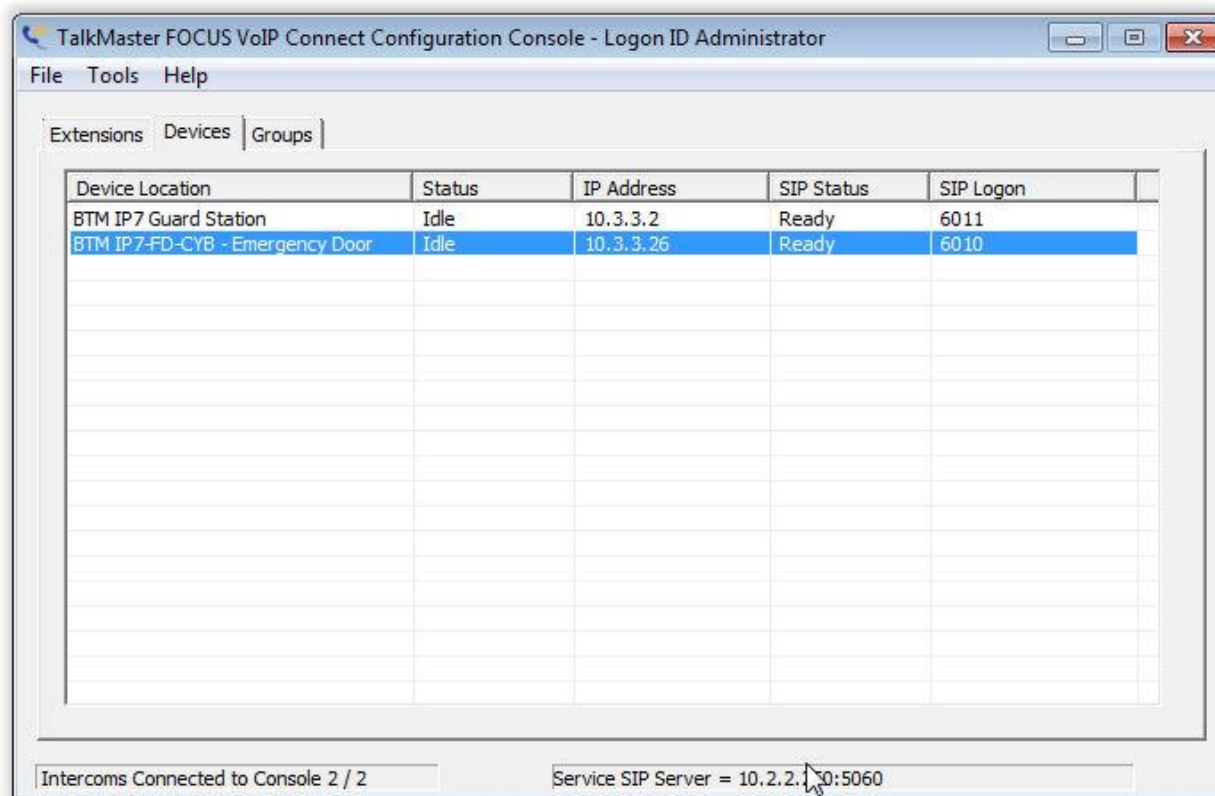 TalkMaster FOCUS VoIP Connect Configuration Console - Logon ID Administrator
File Tools Help
Extensions Devices Groups
Device Location Status IP Address SIP Status SIP Logon
BTM IP7 Guard Station Idle 10.3.3.2 Ready 6011
BTM IP7-FD-CYB - Emergency Door Idle 10.3.3.26 Ready 6010
Intercoms Connected to Console 2 / 2 Service SIP Server =